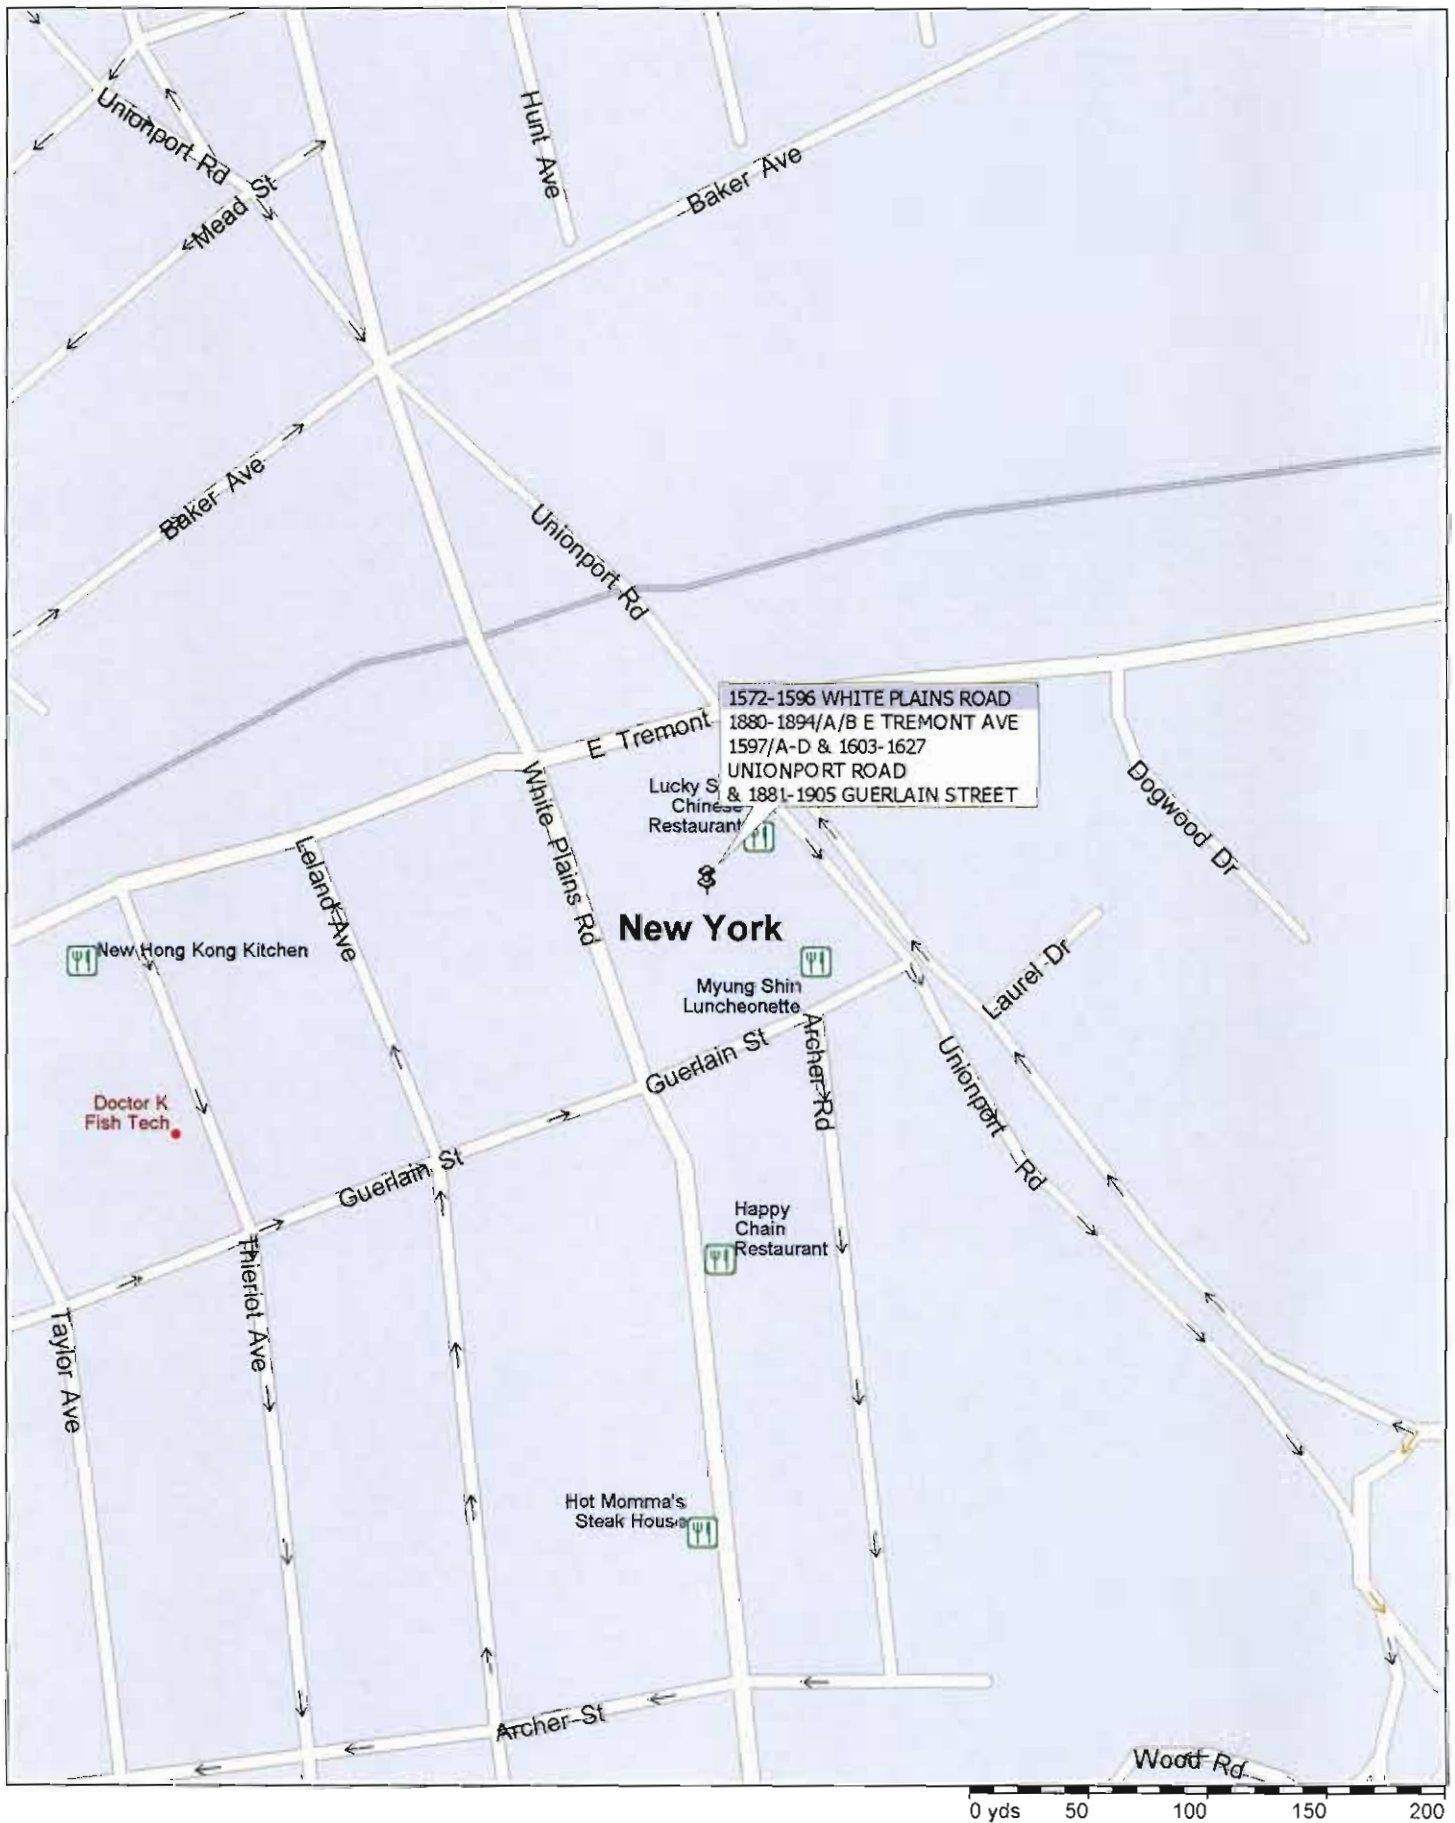 Unionport Rd
Mead St
Hunt Ave
Baker Ave
Baker Ave
Unionport Rd
E Tremont
1572-1596 WHITE PLAINS ROAD
1880-1894/A/B E TREMONT AVE
1597/A-D & 1603-1627
UNIONPORT ROAD
& 1881-1905 GUERLAIN STREET
Lucky
Chinese
Restaurant
White Plains Rd
Dogwood Dr
Leland Ave
New York
New Hong Kong Kitchen
Laurel Dr
Myung Shin
Luncheonette
Guerlain St
Archer Rd
Unionport Rd
Doctor K
Fish Tech
Guerlain St
Happy
Chain
Restaurant
Thieriot Ave
Taylor Ave
Hot Momma's
Steak House
Archer St
Wood Rd
0 yds 50 100 150 200